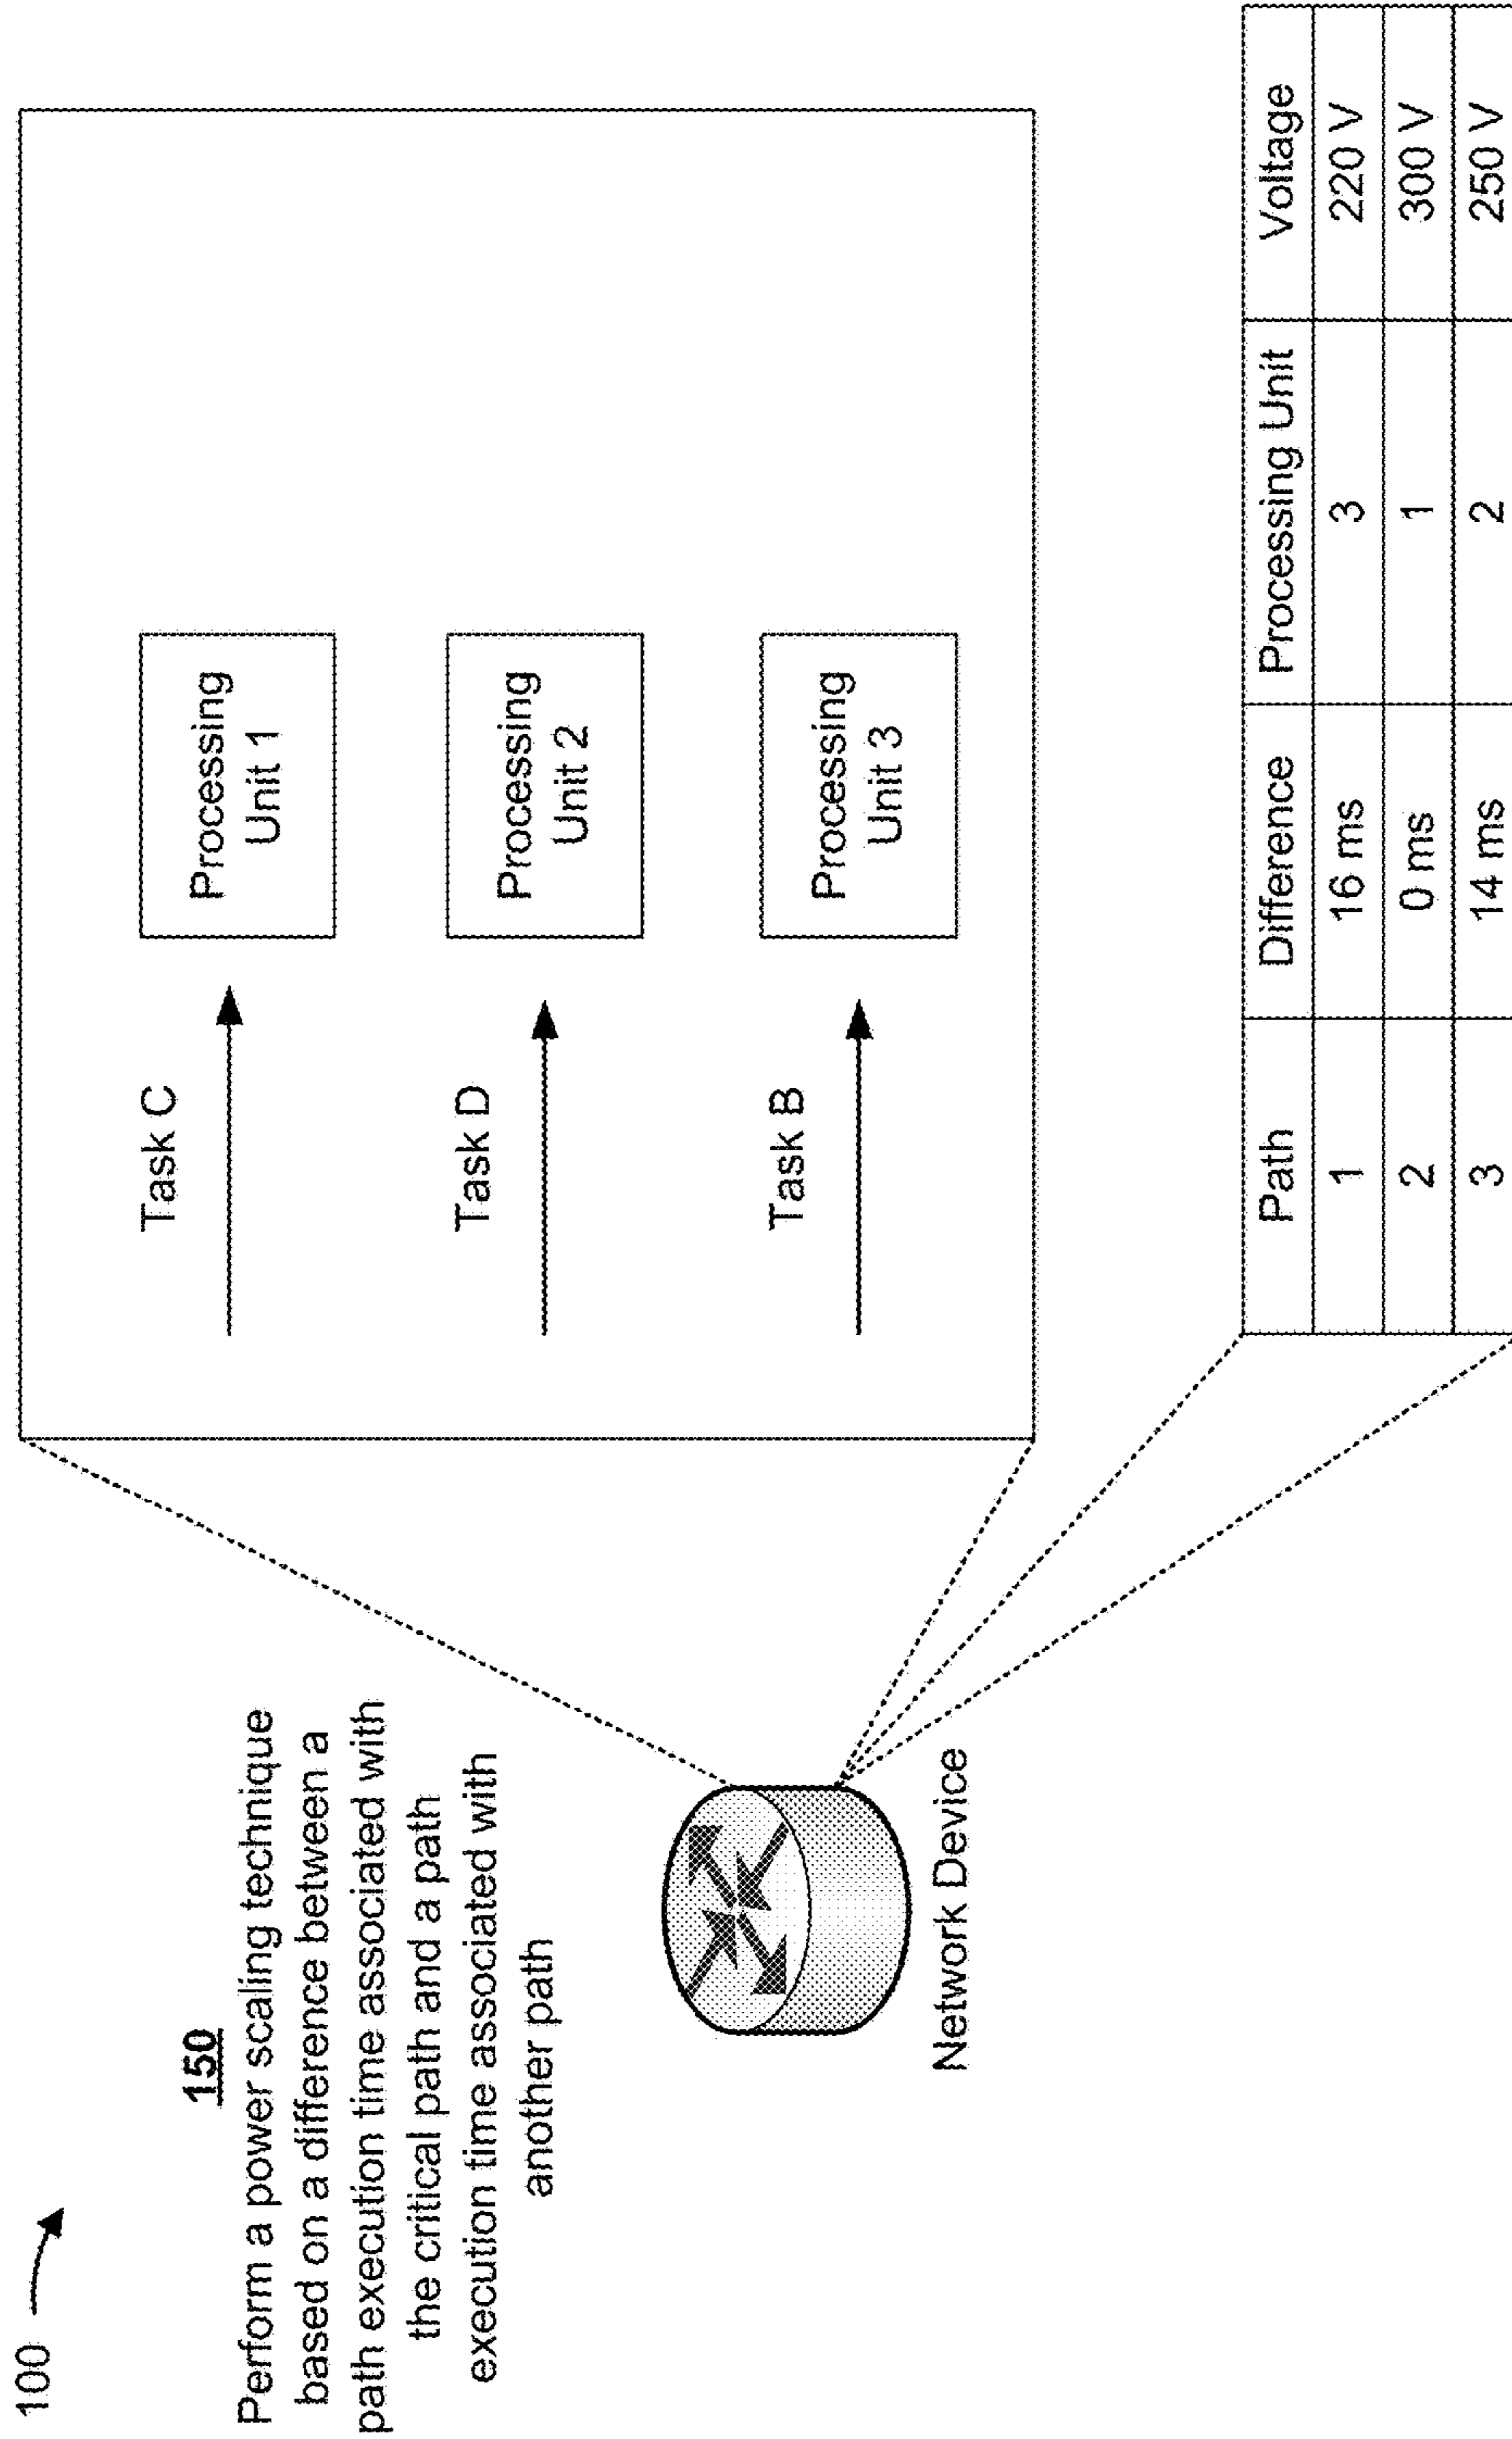 100
150
Perform a power scaling technique
based on a difference between a
path execution time associated with
the critical path and a path
execution time associated with
another path
Network Device
Task C
Processing
Unit 1
Task D
Processing
Unit 2
Task B
Processing
Unit 3
Path Difference Processing Unit Voltage
1 16 ms 3 220 V
2 0 ms 1 300 V
3 14 ms 2 250 V